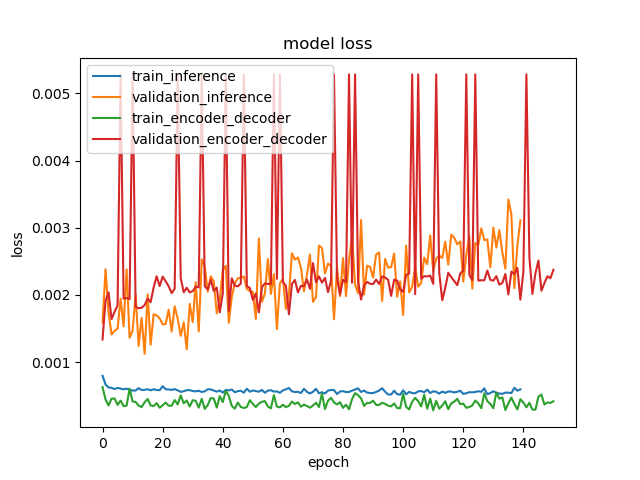 model loss
train_inference
validation_inference
train_encoder_decoder
validation_encoder_decoder
0.005
0.004
0.003
0.002
0.001
loss
0 20 40 60 80 100 120 140
epoch